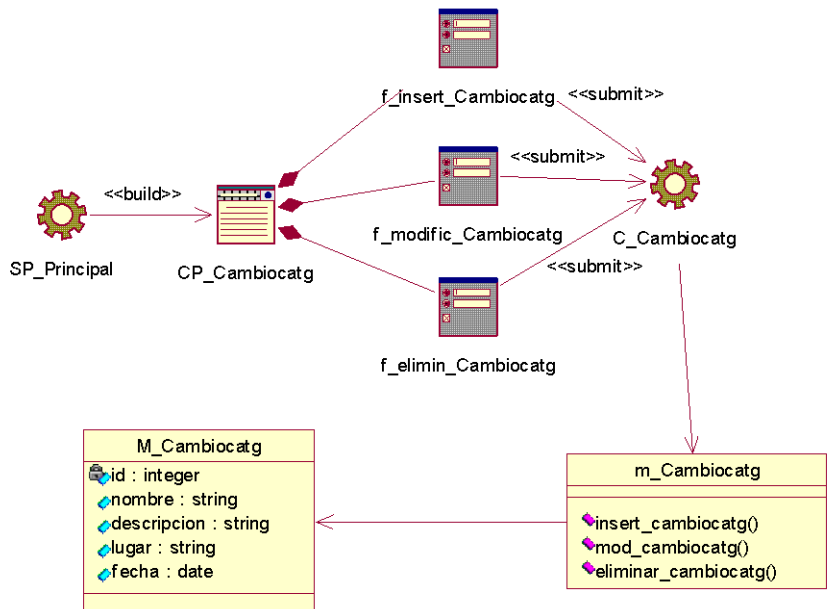 f_insert_Cambiocatg
<<submit>>
<<build>>
<<submit>>
SP_Principal
CP_Cambiocatg
f_modific_Cambiocatg
C_Cambiocatg
<<submit>>
f_elimin_Cambiocatg
M_Cambiocatg
id : integer
nombre : string
descripcion : string
lugar : string
fecha : date
m_Cambiocatg
insert_cambiocatg()
mod_cambiocatg()
eliminar_cambiocatg()